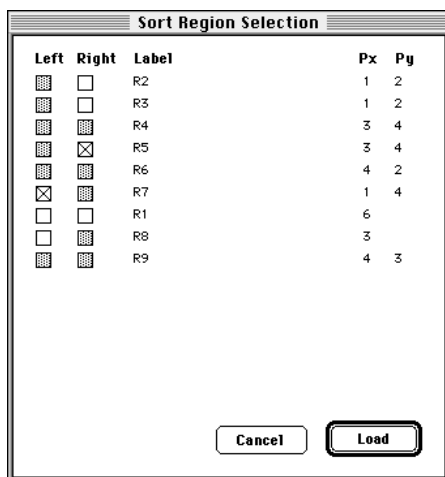 Sort Region Selection
Left Right Label Px Py
R2 1 2
R3 1 2
R4 3 4
R5 3 4
R6 4 2
R7 1 4
R1 6
R8 3
R9 4 3
Cancel Load